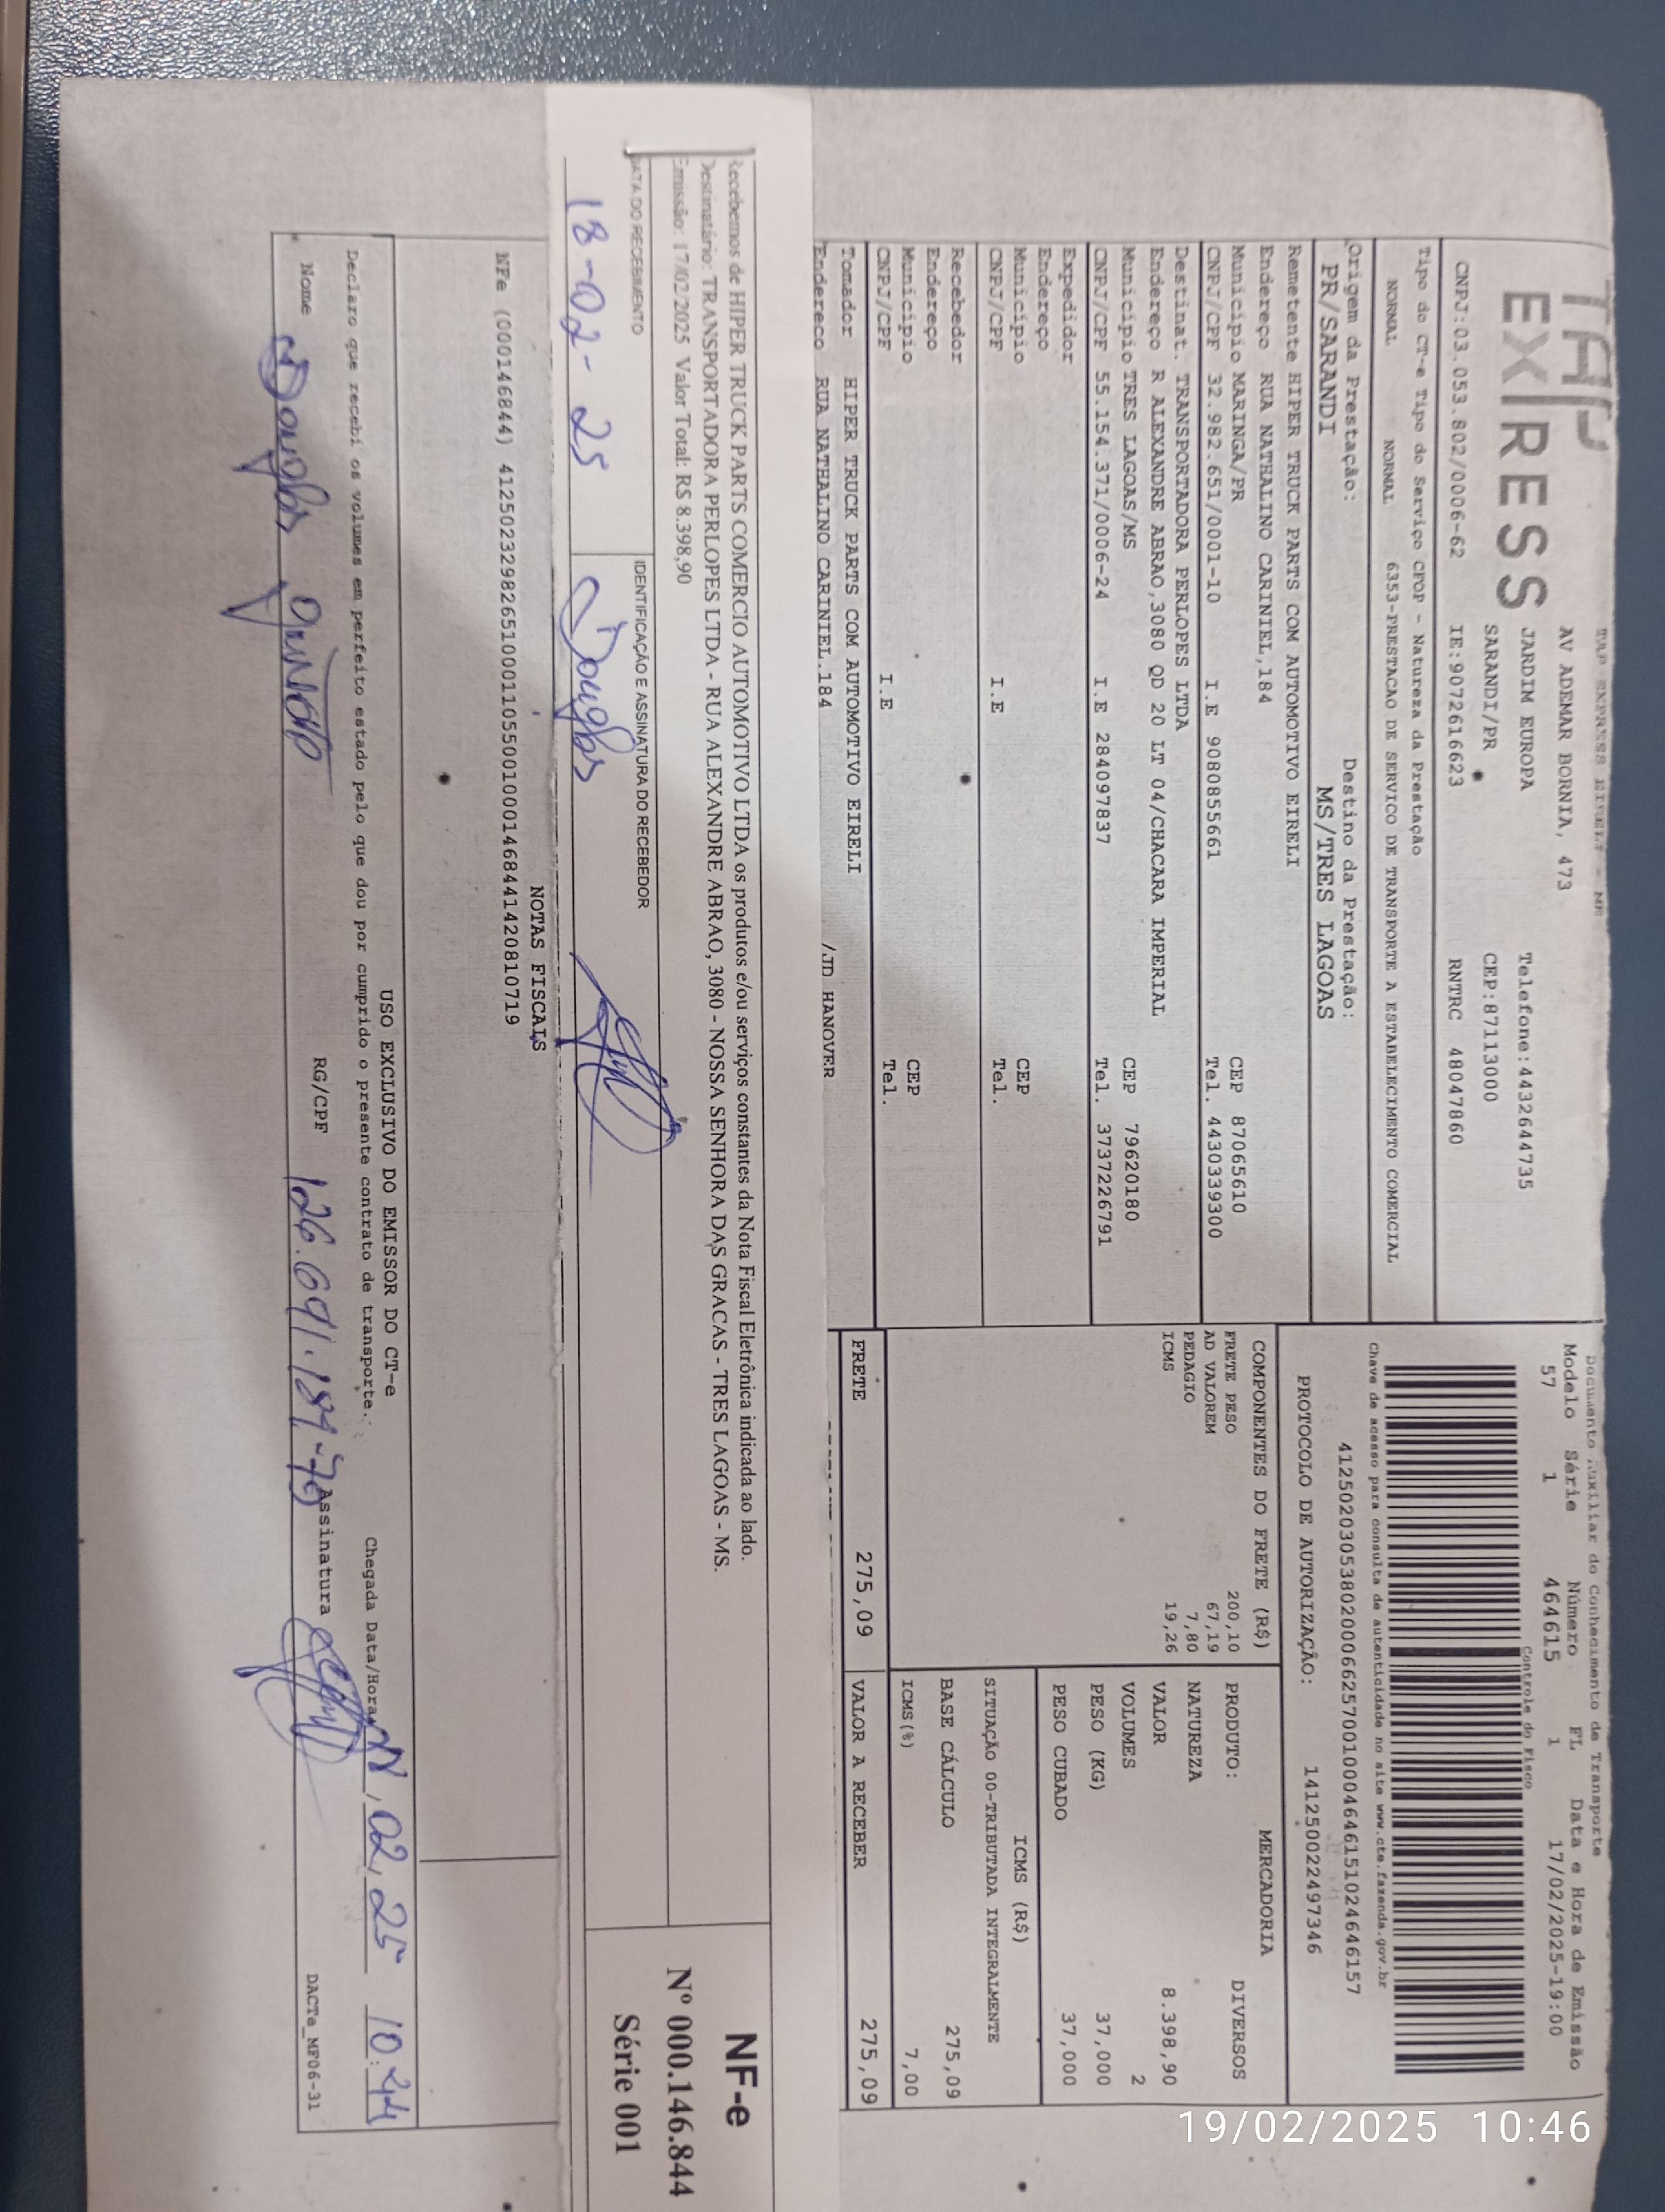 TAP EXPRESS EIRELI - ME
TAP
EX/RESS
AV ADEMAR BORNIA, 473
JARDIM EUROPA Telefone:4432644735
SARANDI/PR CEP:87113000
CNPJ:03.053.802/0006-62 IE:9072616623 RNTRC 48047860
Documento Auxiliar do Conhecimento de Transporte
Modelo Série Número FL Data e Hora de Emissão
57 1 464615 1 17/02/2025-19:00
Controle do Fisco
Chave de acesso para consulta de autenticidade no site www.cte.fazenda.gov.br
41250203053802000662570010004646151024646157
PROTOCOLO DE AUTORIZAÇÃO: 141250022497346
Tipo do CT-e Tipo do Serviço CFOP - Natureza da Prestação
NORMAL NORMAL 6353-PRESTACAO DE SERVICO DE TRANSPORTE A ESTABELECIMENTO COMERCIAL
Origem da Prestação: Destino da Prestação:
PR/SARANDI MS/TRES LAGOAS
Remetente HIPER TRUCK PARTS COM AUTOMOTIVO EIRELI
Endereço RUA NATHALINO CARINIEL,184
Município MARINGA/PR CEP 87065610
CNPJ/CPF 32.982.651/0001-10 I.E 9080855661 Tel. 4430339300
Destinat. TRANSPORTADORA PERLOPES LTDA
Endereço R ALEXANDRE ABRAO,3080 QD 20 LT 04/CHACARA IMPERIAL
Município TRES LAGOAS/MS CEP 79620180
CNPJ/CPF 55.154.371/0006-24 I.E 284097837 Tel. 3737226791
Expedidor
Endereço
Município CEP
CNPJ/CPF I.E Tel.
Recebedor
Endereço
Município CEP
CNPJ/CPF I.E Tel.
Tomador HIPER TRUCK PARTS COM AUTOMOTIVO EIRELI
Endereco RUA NATHALINO CARINIEL.184 /JD HANOVER
COMPONENTES DO FRETE (R$)
FRETE PESO 200,10
AD VALOREM 67,19
PEDAGIO 7,80
ICMS 19,26
MERCADORIA
PRODUTO: DIVERSOS
NATUREZA
VALOR 8.398,90
VOLUMES 2
PESO (KG) 37,000
PESO CUBADO 37,000
ICMS (R$)
SITUAÇÃO 00-TRIBUTADA INTEGRALMENTE
BASE CÁLCULO 275,09
ICMS(%) 7,00
FRETE 275,09 VALOR A RECEBER 275,09
Recebemos de HIPER TRUCK PARTS COMERCIO AUTOMOTIVO LTDA os produtos e/ou serviços constantes da Nota Fiscal Eletrônica indicada ao lado.
Destinatário: TRANSPORTADORA PERLOPES LTDA - RUA ALEXANDRE ABRAO, 3080 - NOSSA SENHORA DAS GRACAS - TRES LAGOAS - MS.
Emissão: 17/02/2025 Valor Total: R$ 8.398,90
DATA DO RECEBIMENTO IDENTIFICAÇÃO E ASSINATURA DO RECEBEDOR
18-02-25 Douglas
NF-e
Nº 000.146.844
Série 001
NOTAS FISCAIS
NFe (000146844) 41250232982651000110550010001468441420810719
USO EXCLUSIVO DO EMISSOR DO CT-e
Declaro que recebi os volumes em perfeito estado pelo que dou por cumprido o presente contrato de transporte. Chegada Data/Hora 02, 25 10:44
Nome Douglas RG/CPF 126.691.189-70 Assinatura
DACTe_MF06-31
19/02/2025 10:46